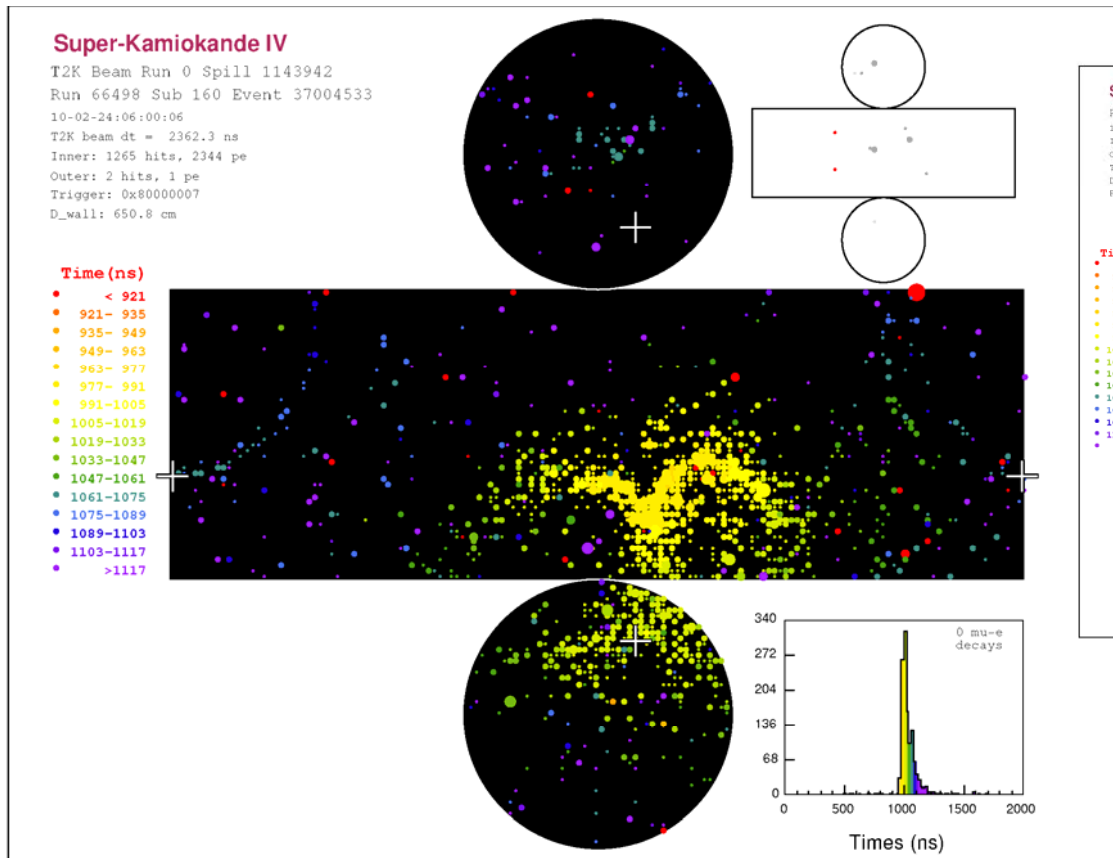 Super-Kamiokande IV
T2K Beam Run 0 Spill 1143942
Run 66498 Sub 160 Event 37004533
10-02-24:06:00:06
T2K beam dt = 2362.3 ns
Inner: 1265 hits, 2344 pe
Outer: 2 hits, 1 pe
Trigger: 0x80000007
D_wall: 650.8 cm
Time(ns)
< 921
921- 935
935- 949
949- 963
963- 977
977- 991
991-1005
1005-1019
1019-1033
1033-1047
1047-1061
1061-1075
1075-1089
1089-1103
1103-1117
>1117
0 mu-e
decays
340
272
204
136
68
0
0 500 1000 1500 2000
Times (ns)